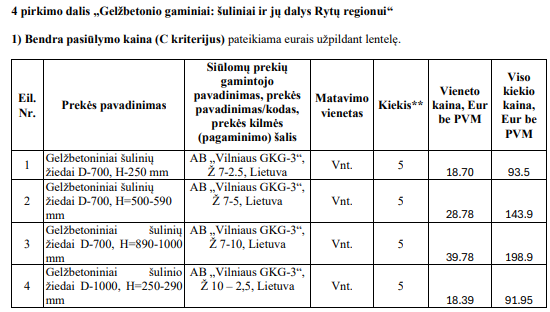 4 pirkimo dalis „Gelžbetonio gaminiai: šuliniai ir jų dalys Rytų regionui“
1) Bendra pasiūlymo kaina (C kriterijus) pateikiama eurais užpildant lentelę.
Eil. Nr.
Prekės pavadinimas
Siūlomų prekių
gamintojo
pavadinimas, prekės
pavadinimas/kodas,
prekės kilmės
(pagaminimo) šalis
Matavimo
vienetas
Kiekis**
Vieneto
kaina, Eur
be PVM
Viso
kiekio
kaina,
Eur be
PVM
1
Gelžbetoniniai šulinių
žiedai D-700, H-250 mm
AB „Vilniaus GKG-3“,
Ž 7-2.5, Lietuva
Vnt.
5
18.70
93.5
2
Gelžbetoniniai šulinių
žiedai D-700, H=500-590
mm
AB „Vilniaus GKG-3“,
Ž 7-5, Lietuva
Vnt.
5
28.78
143.9
3
Gelžbetoniniai šulinių
žiedai D-700, H=890-1000
mm
AB „Vilniaus GKG-3“,
Ž 7-10, Lietuva
Vnt.
5
39.78
198.9
4
Gelžbetoniniai šulinio
žiedai D-1000, H=250-290
mm
AB „Vilniaus GKG-3“,
Ž 10 – 2,5, Lietuva
Vnt.
5
18.39
91.95